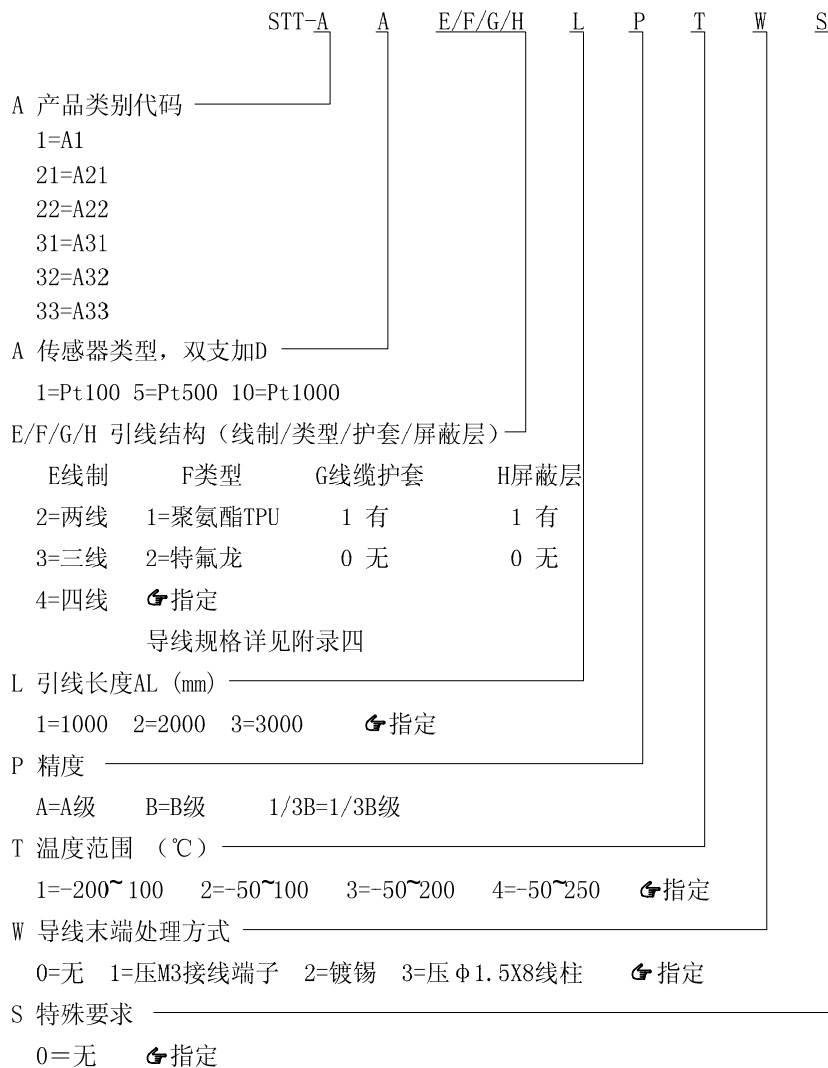 STT-A A E/F/G/H L P T W S
A 产品类别代码
1=A1
21=A21
22=A22
31=A31
32=A32
33=A33
A 传感器类型，双支加D
1=Pt100 5=Pt500 10=Pt1000
E/F/G/H 引线结构（线制/类型/护套/屏蔽层）
E线制 F类型 G线缆护套 H屏蔽层
2=两线 1=聚氨酯TPU 1 有 1 有
3=三线 2=特氟龙 0 无 0 无
4=四线 ☞指定
导线规格详见附录四
L 引线长度AL (mm)
1=1000 2=2000 3=3000 ☞指定
P 精度
A=A级 B=B级 1/3B=1/3B级
T 温度范围 （℃）
1=-200~100 2=-50~100 3=-50~200 4=-50~250 ☞指定
W 导线末端处理方式
0=无 1=压M3接线端子 2=镀锡 3=压φ1.5X8线柱 ☞指定
S 特殊要求
0＝无 ☞指定